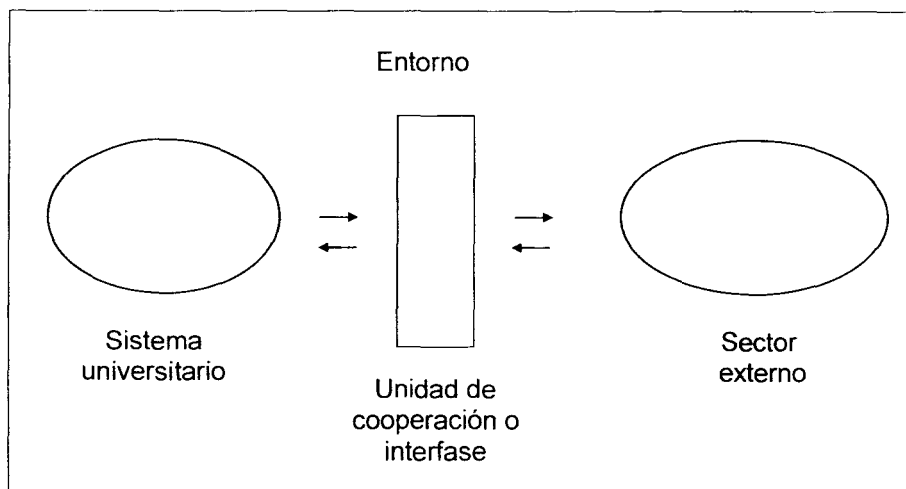 Entorno
Sistema
universitario
Unidad de
cooperación o
interfase
Sector
externo